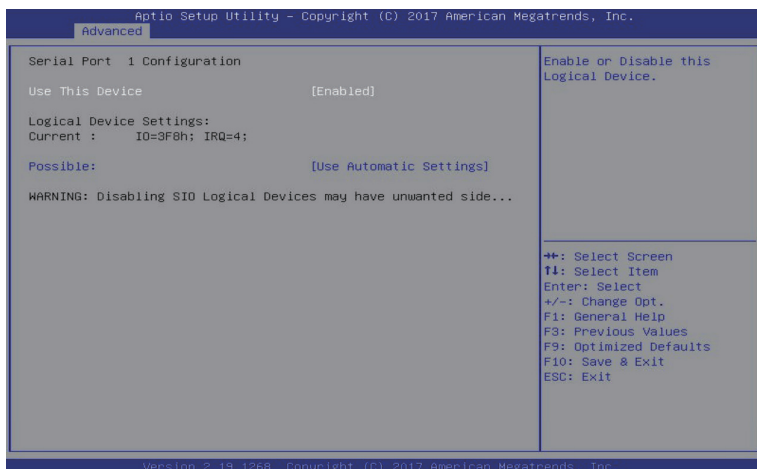 Aptio Setup Utility – Copyright (C) 2017 American Megatrends, Inc.
Advanced
Serial Port 1 Configuration
Use This Device [Enabled]
Logical Device Settings:
Current : IO=3F8h; IRQ=4;
Possible: [Use Automatic Settings]
WARNING: Disabling SIO Logical Devices may have unwanted side...
Enable or Disable this
Logical Device.
→←: Select Screen
↑↓: Select Item
Enter: Select
+/-: Change Opt.
F1: General Help
F3: Previous Values
F9: Optimized Defaults
F10: Save & Exit
ESC: Exit
Version 2.19.1268. Copyright (C) 2017 American Megatrends, Inc.